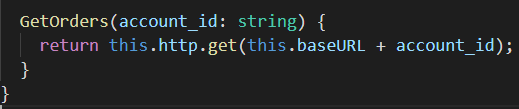 GetOrders(account_id: string) {
return this.http.get(this.baseURL + account_id);
}
}